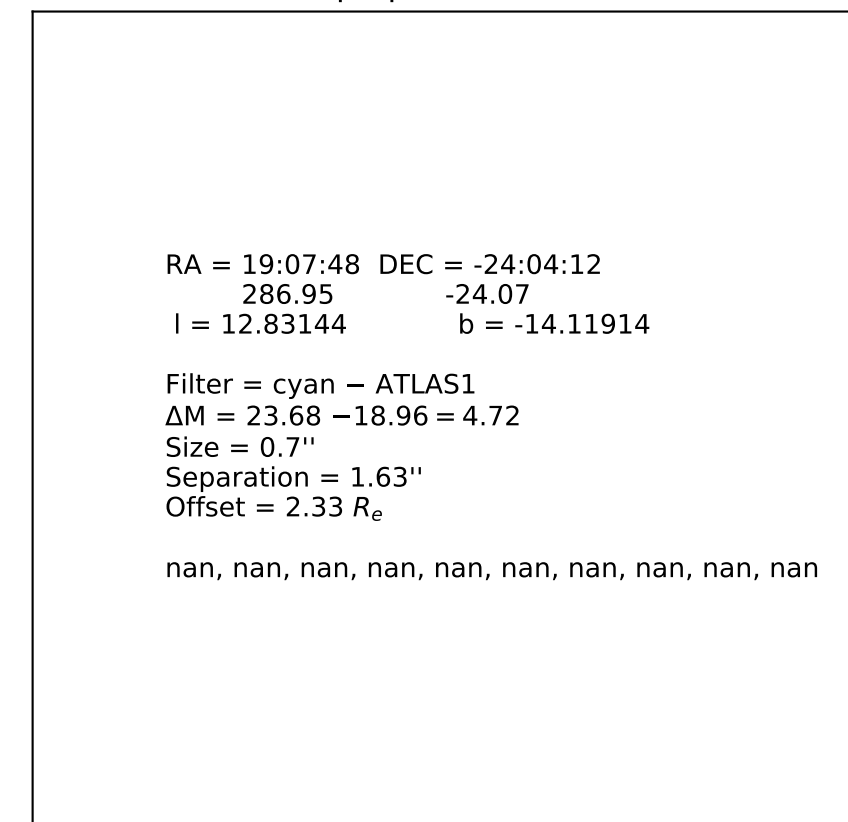 RA = 19:07:48  DEC = -24:04:12
286.95 -24.07
l = 12.83144 b = -14.11914
Filter = cyan − ATLAS1
ΔM = 23.68 −18.96 = 4.72
Size = 0.7''
Separation = 1.63''
Offset = 2.33 Re
nan, nan, nan, nan, nan, nan, nan, nan, nan, nan